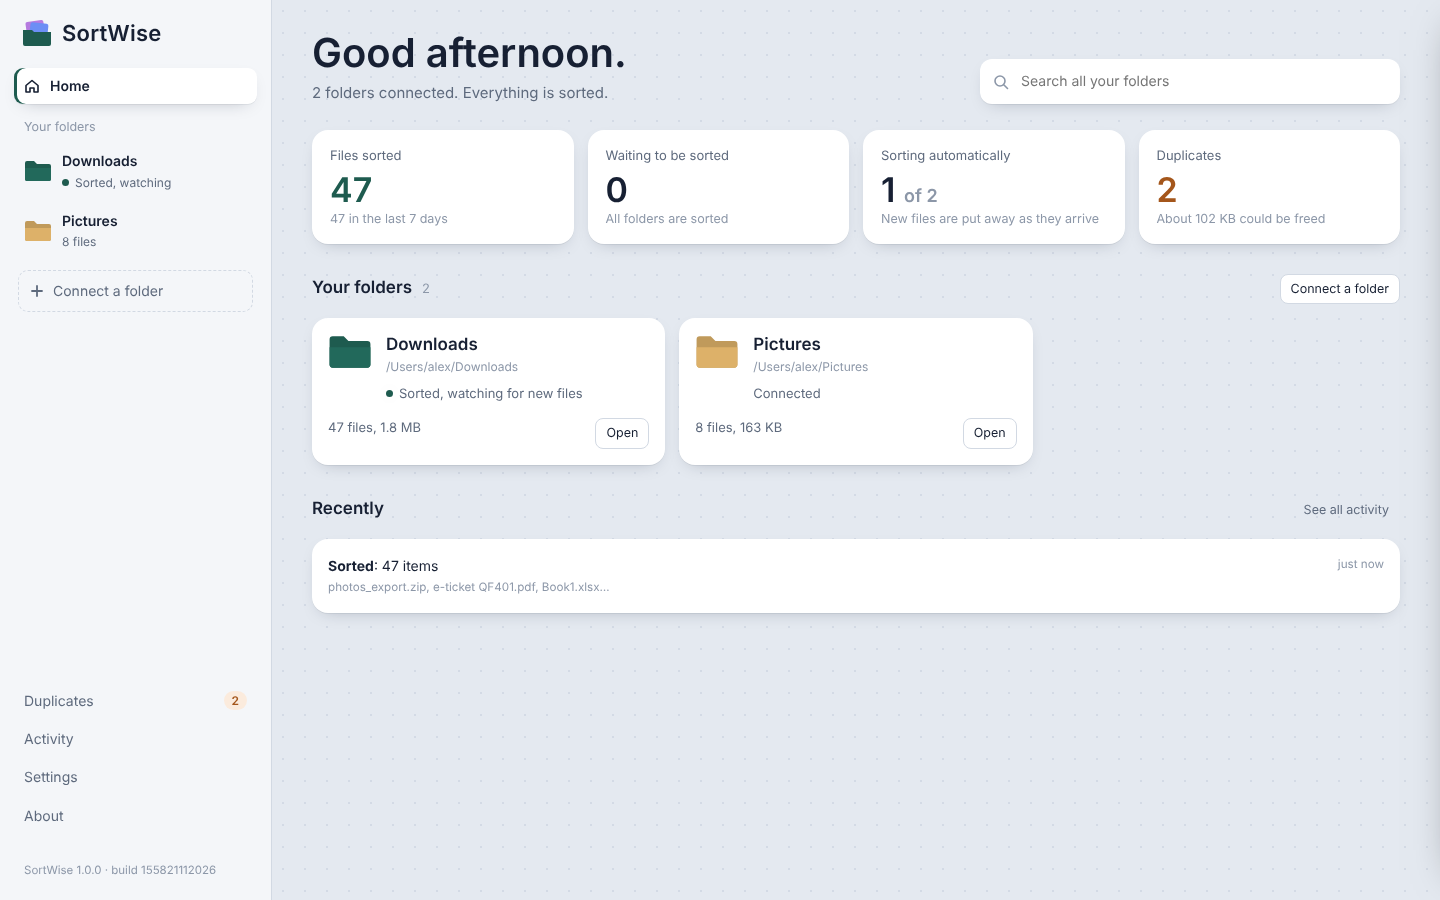 SortWise
Home
Your folders
Downloads
Sorted, watching
Pictures
8 files
Connect a folder
Duplicates 2
Activity
Settings
About
SortWise 1.0.0 · build 155821112026
Good afternoon.
2 folders connected. Everything is sorted.
Search all your folders
Files sorted
47
47 in the last 7 days
Waiting to be sorted
0
All folders are sorted
Sorting automatically
1 of 2
New files are put away as they arrive
Duplicates
2
About 102 KB could be freed
Your folders 2
Connect a folder
Downloads
/Users/alex/Downloads
Sorted, watching for new files
47 files, 1.8 MB
Open
Pictures
/Users/alex/Pictures
Connected
8 files, 163 KB
Open
Recently
See all activity
Sorted: 47 items
just now
photos_export.zip, e-ticket QF401.pdf, Book1.xlsx...